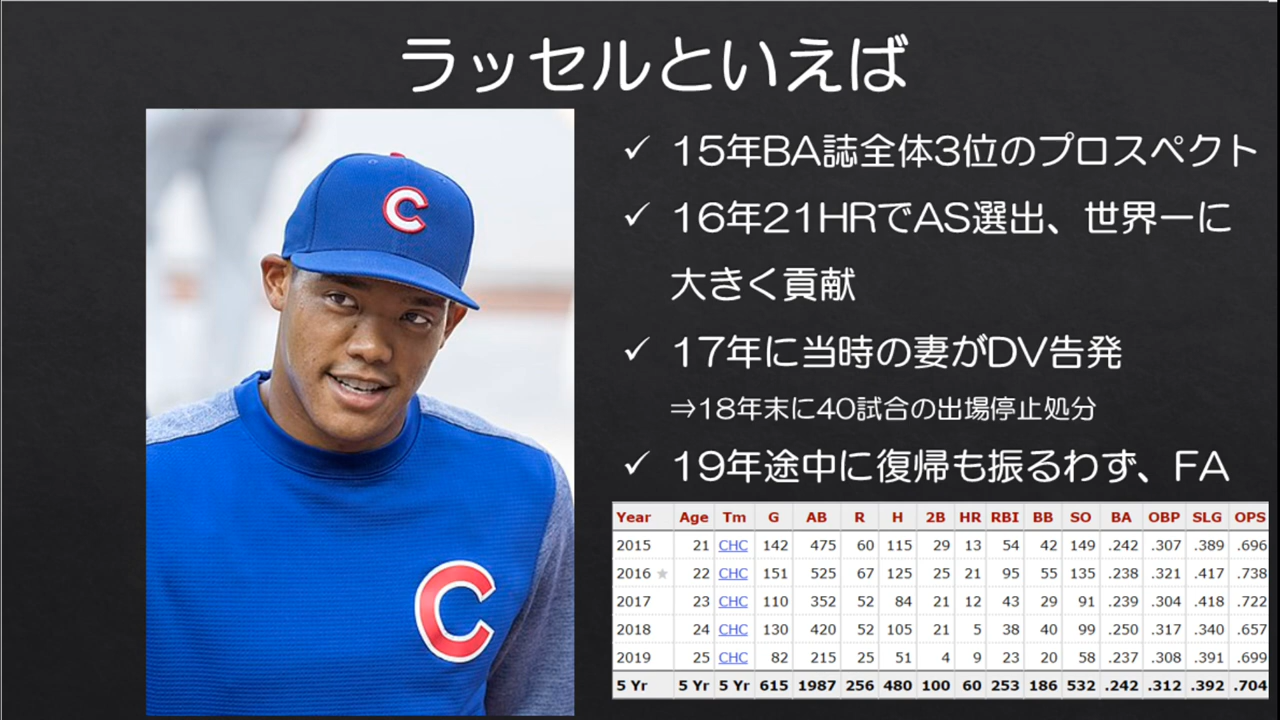 ラッセルといえば
✓ 15年BA誌全体3位のプロスペクト
✓ 16年21HRでAS選出、世界一に
大きく貢献
✓ 17年に当時の妻がDV告発
⇒18年末に40試合の出場停止処分
✓ 19年途中に復帰も振るわず、FA
C
C
Year Age Tm G AB R H 2B HR RBI BB SO BA OBP SLG OPS
2015 21 CHC 142 475 60 115 29 13 54 42 149 .242 .307 .389 .696
2016 ★ 22 CHC 151 525 67 125 25 21 95 55 135 .238 .321 .417 .738
2017 23 CHC 110 352 52 84 21 12 43 29 91 .239 .304 .418 .722
2018 24 CHC 130 420 52 105 21 5 38 40 99 .250 .317 .340 .657
2019 25 CHC 82 215 25 51 4 9 23 20 58 .237 .308 .391 .699
5 Yr 5 Yr 5 Yr 615 1987 256 480 100 60 253 186 532 .242 .312 .392 .704